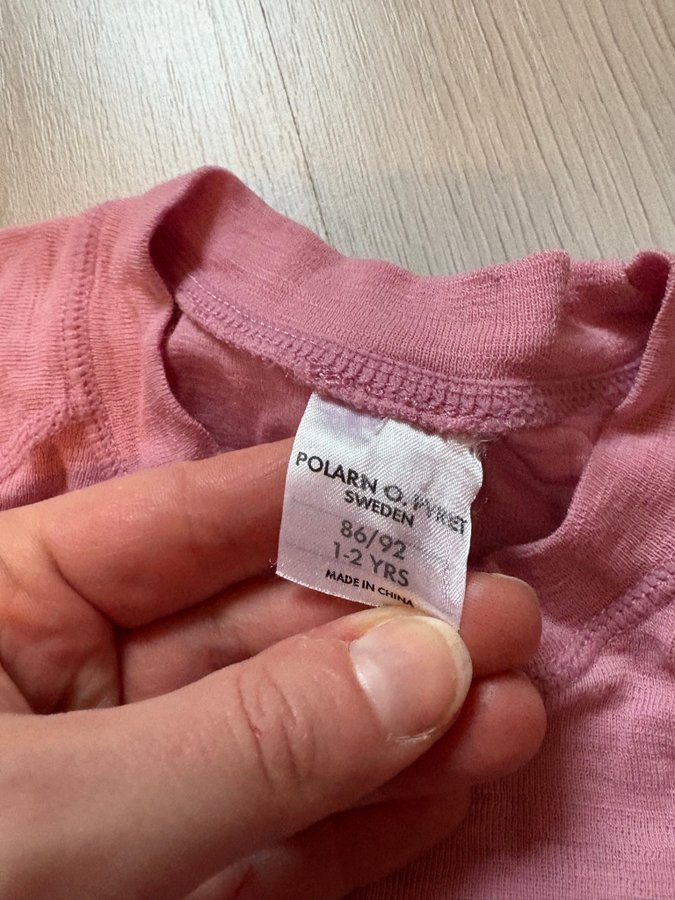 POLARN O. PYRET
SWEDEN
86/92
1-2 YRS
MADE IN CHINA